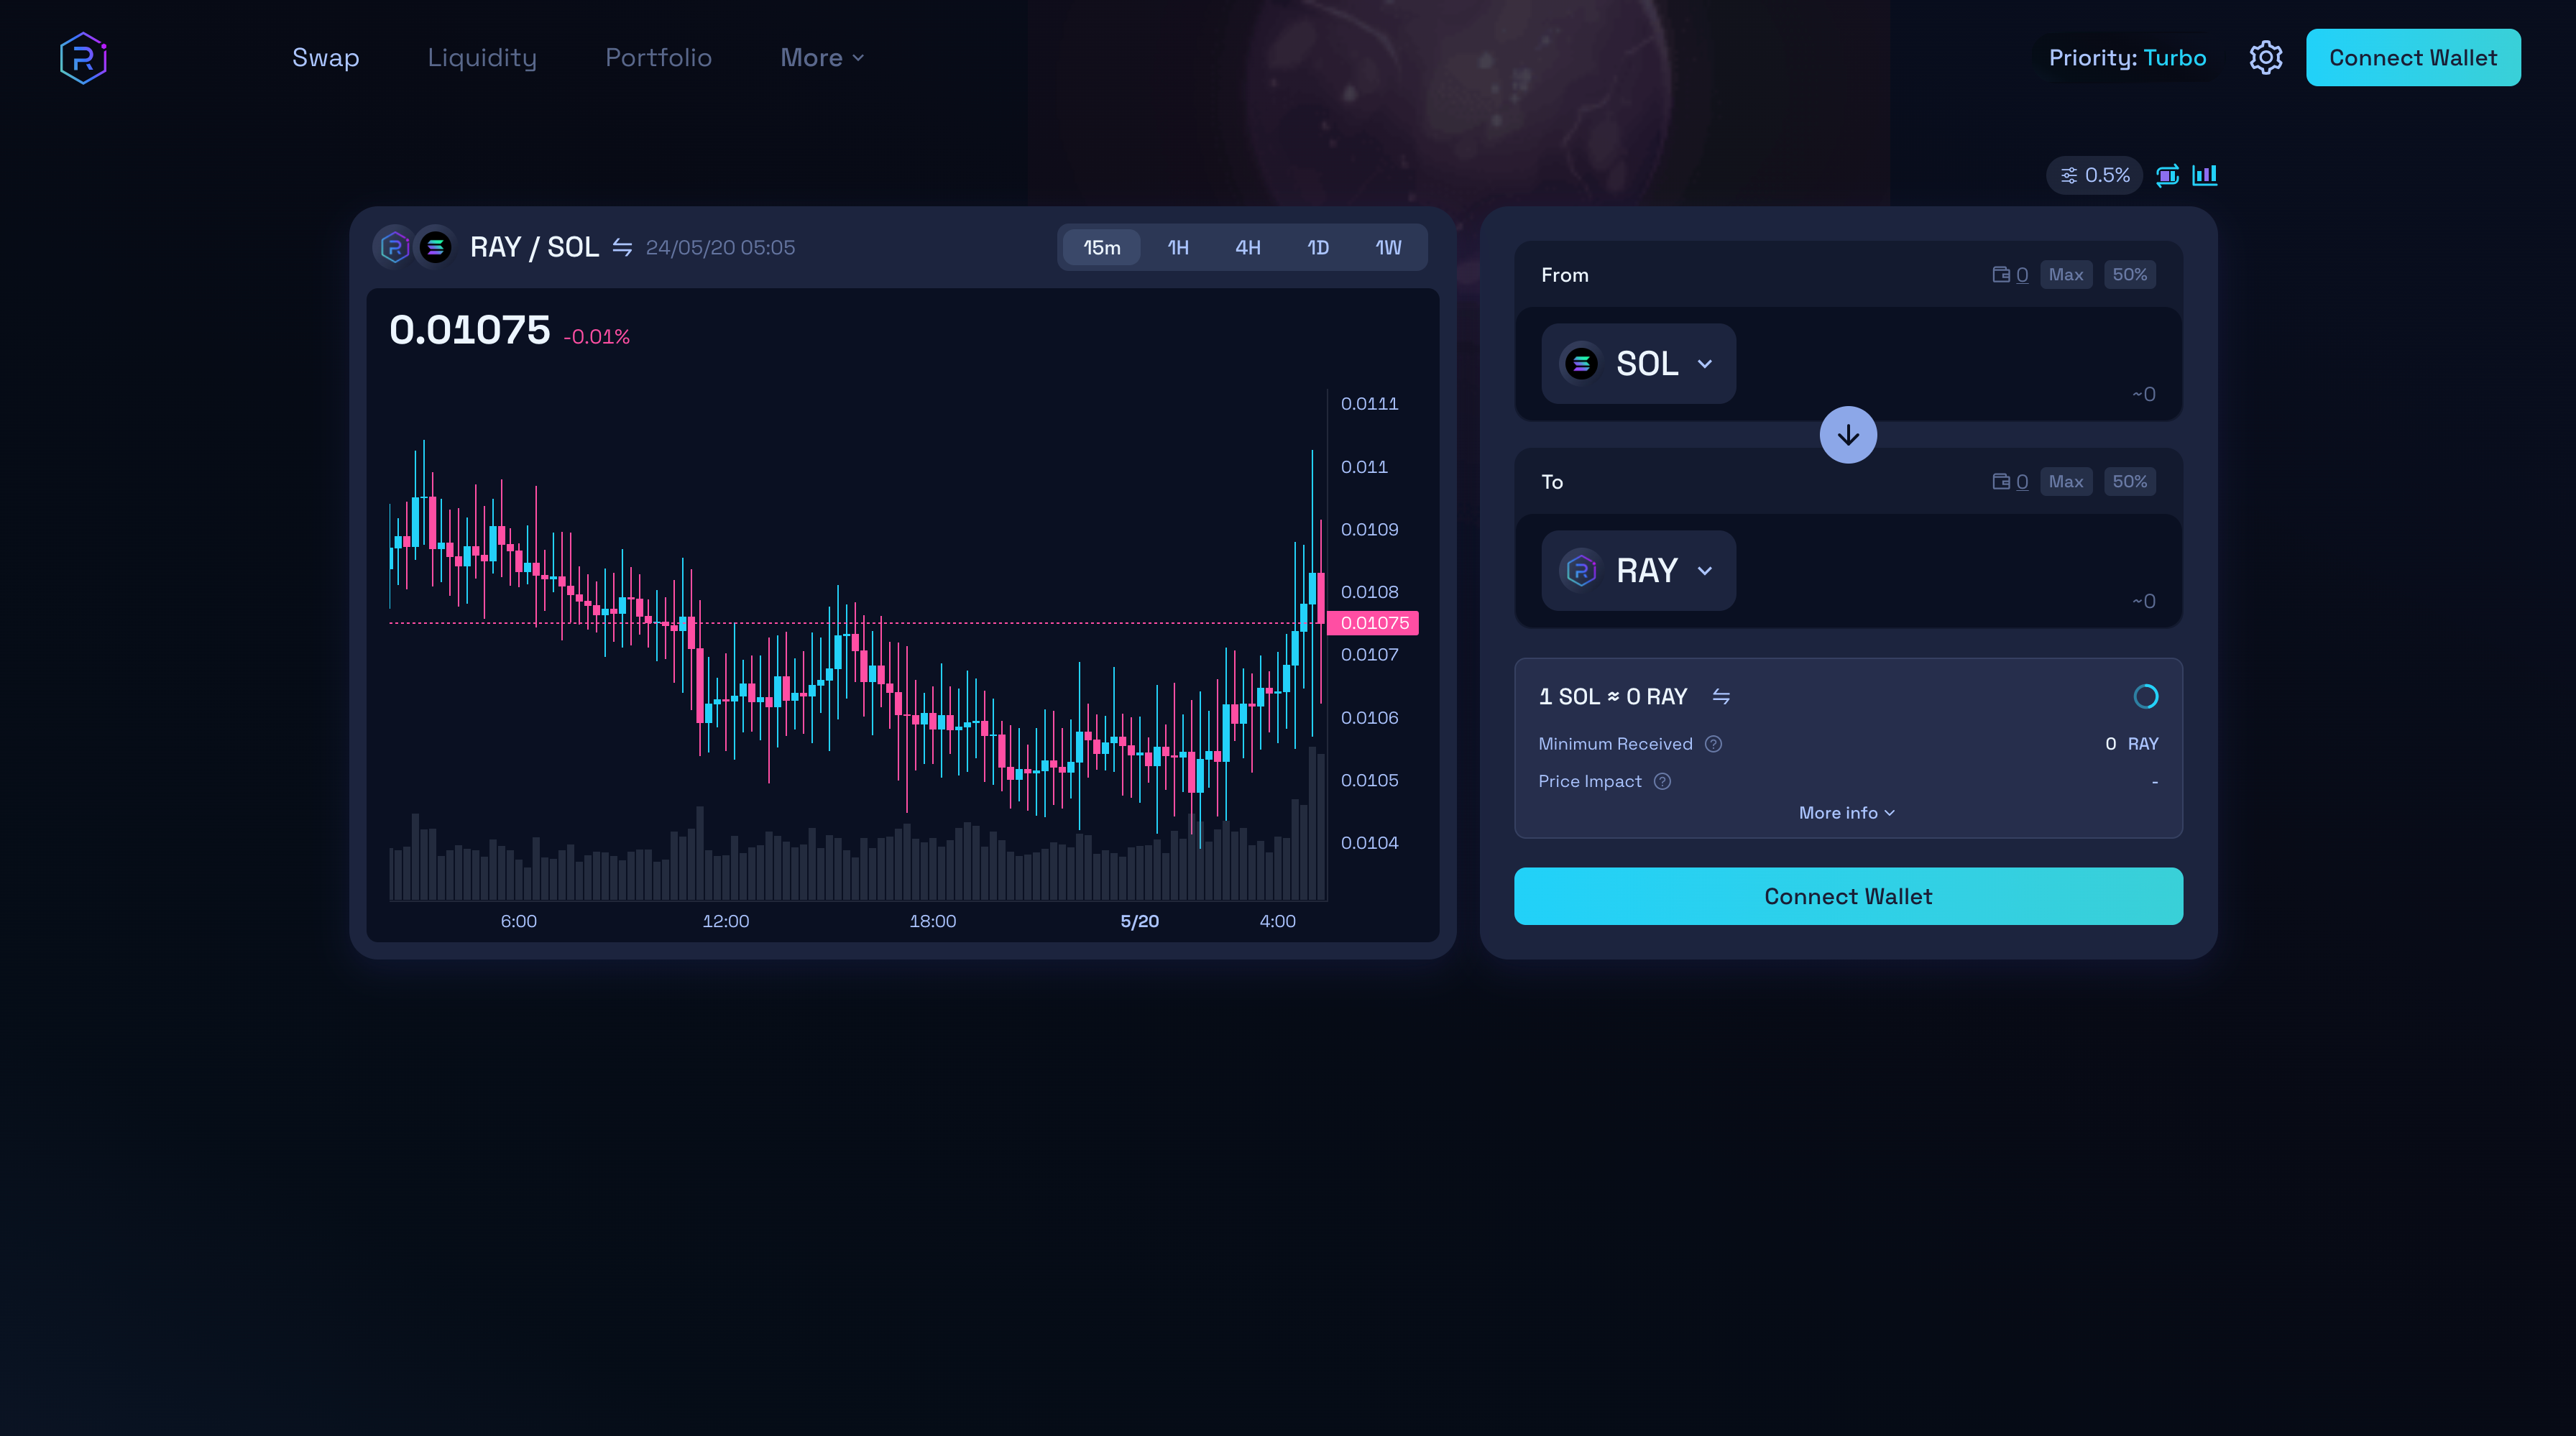 Swap Liquidity Portfolio More
Priority: Turbo
Connect Wallet
0.5%
RAY / SOL 24/05/20 05:05
15m 1H 4H 1D 1W
0.01075 -0.01%
0.0111
0.011
0.0109
0.0108
0.01075
0.0107
0.0106
0.0105
0.0104
6:00 12:00 18:00 5/20 4:00
From 0 Max 50%
SOL
~0
To 0 Max 50%
RAY
~0
1 SOL ≈ 0 RAY
Minimum Received ? 0 RAY
Price Impact ? -
More info
Connect Wallet